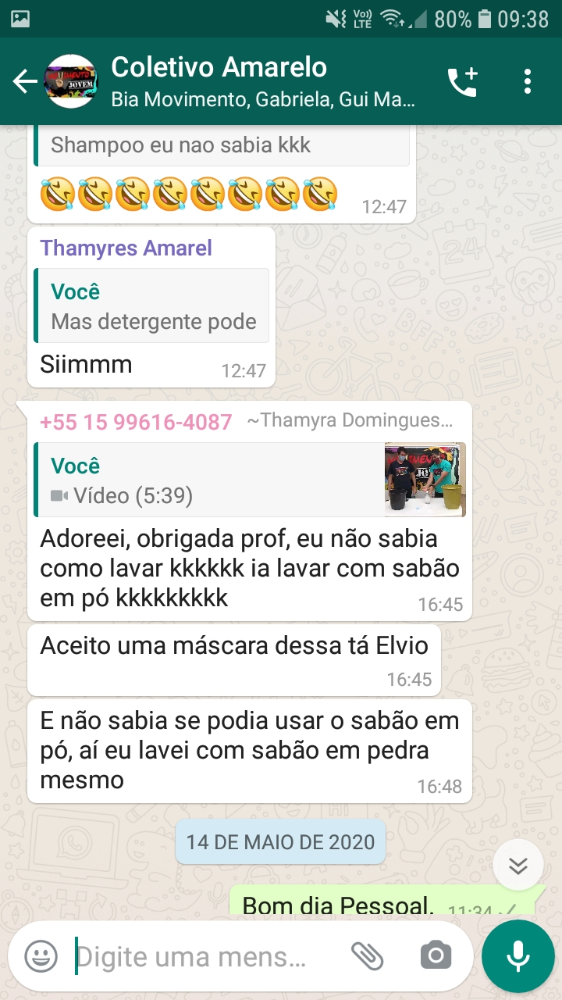 Vo))
LTE
80%
09:38
Coletivo Amarelo
Bia Movimento, Gabriela, Gui Ma...
Shampoo eu nao sabia kkk
12:47
Thamyres Amarel
Você
Mas detergente pode
Siimmm
12:47
+55 15 99616-4087 ~Thamyra Domingues...
Você
Vídeo (5:39)
Adoreei, obrigada prof, eu não sabia
como lavar kkkkkk ia lavar com sabão
em pó kkkkkkkkk
16:45
Aceito uma máscara dessa tá Elvio
16:45
E não sabia se podia usar o sabão em
pó, aí eu lavei com sabão em pedra
mesmo
16:48
14 DE MAIO DE 2020
Bom dia Pessoal.
11:34
Digite uma mens...